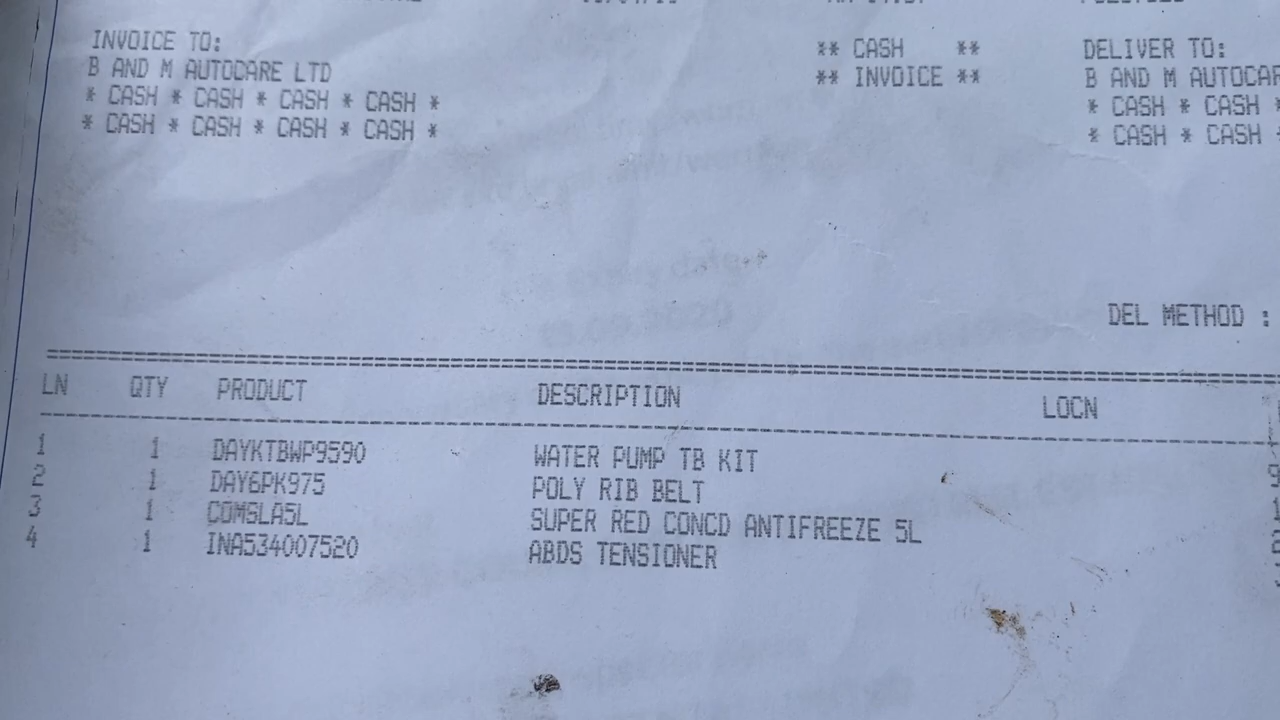 INVOICE TO:
B AND M AUTOCARE LTD
* CASH * CASH * CASH * CASH *
* CASH * CASH * CASH * CASH *
** CASH **
** INVOICE **
DELIVER TO:
B AND M AUTOCAR
* CASH * CASH *
* CASH * CASH *
DEL METHOD :
LN QTY PRODUCT DESCRIPTION LOCN
1 1 DAYKTBWP9590 WATER PUMP TB KIT
2 1 DAY6PK975 POLY RIB BELT
3 1 COMSLA5L SUPER RED CONCD ANTIFREEZE 5L
4 1 INA534007520 ABDS TENSIONER